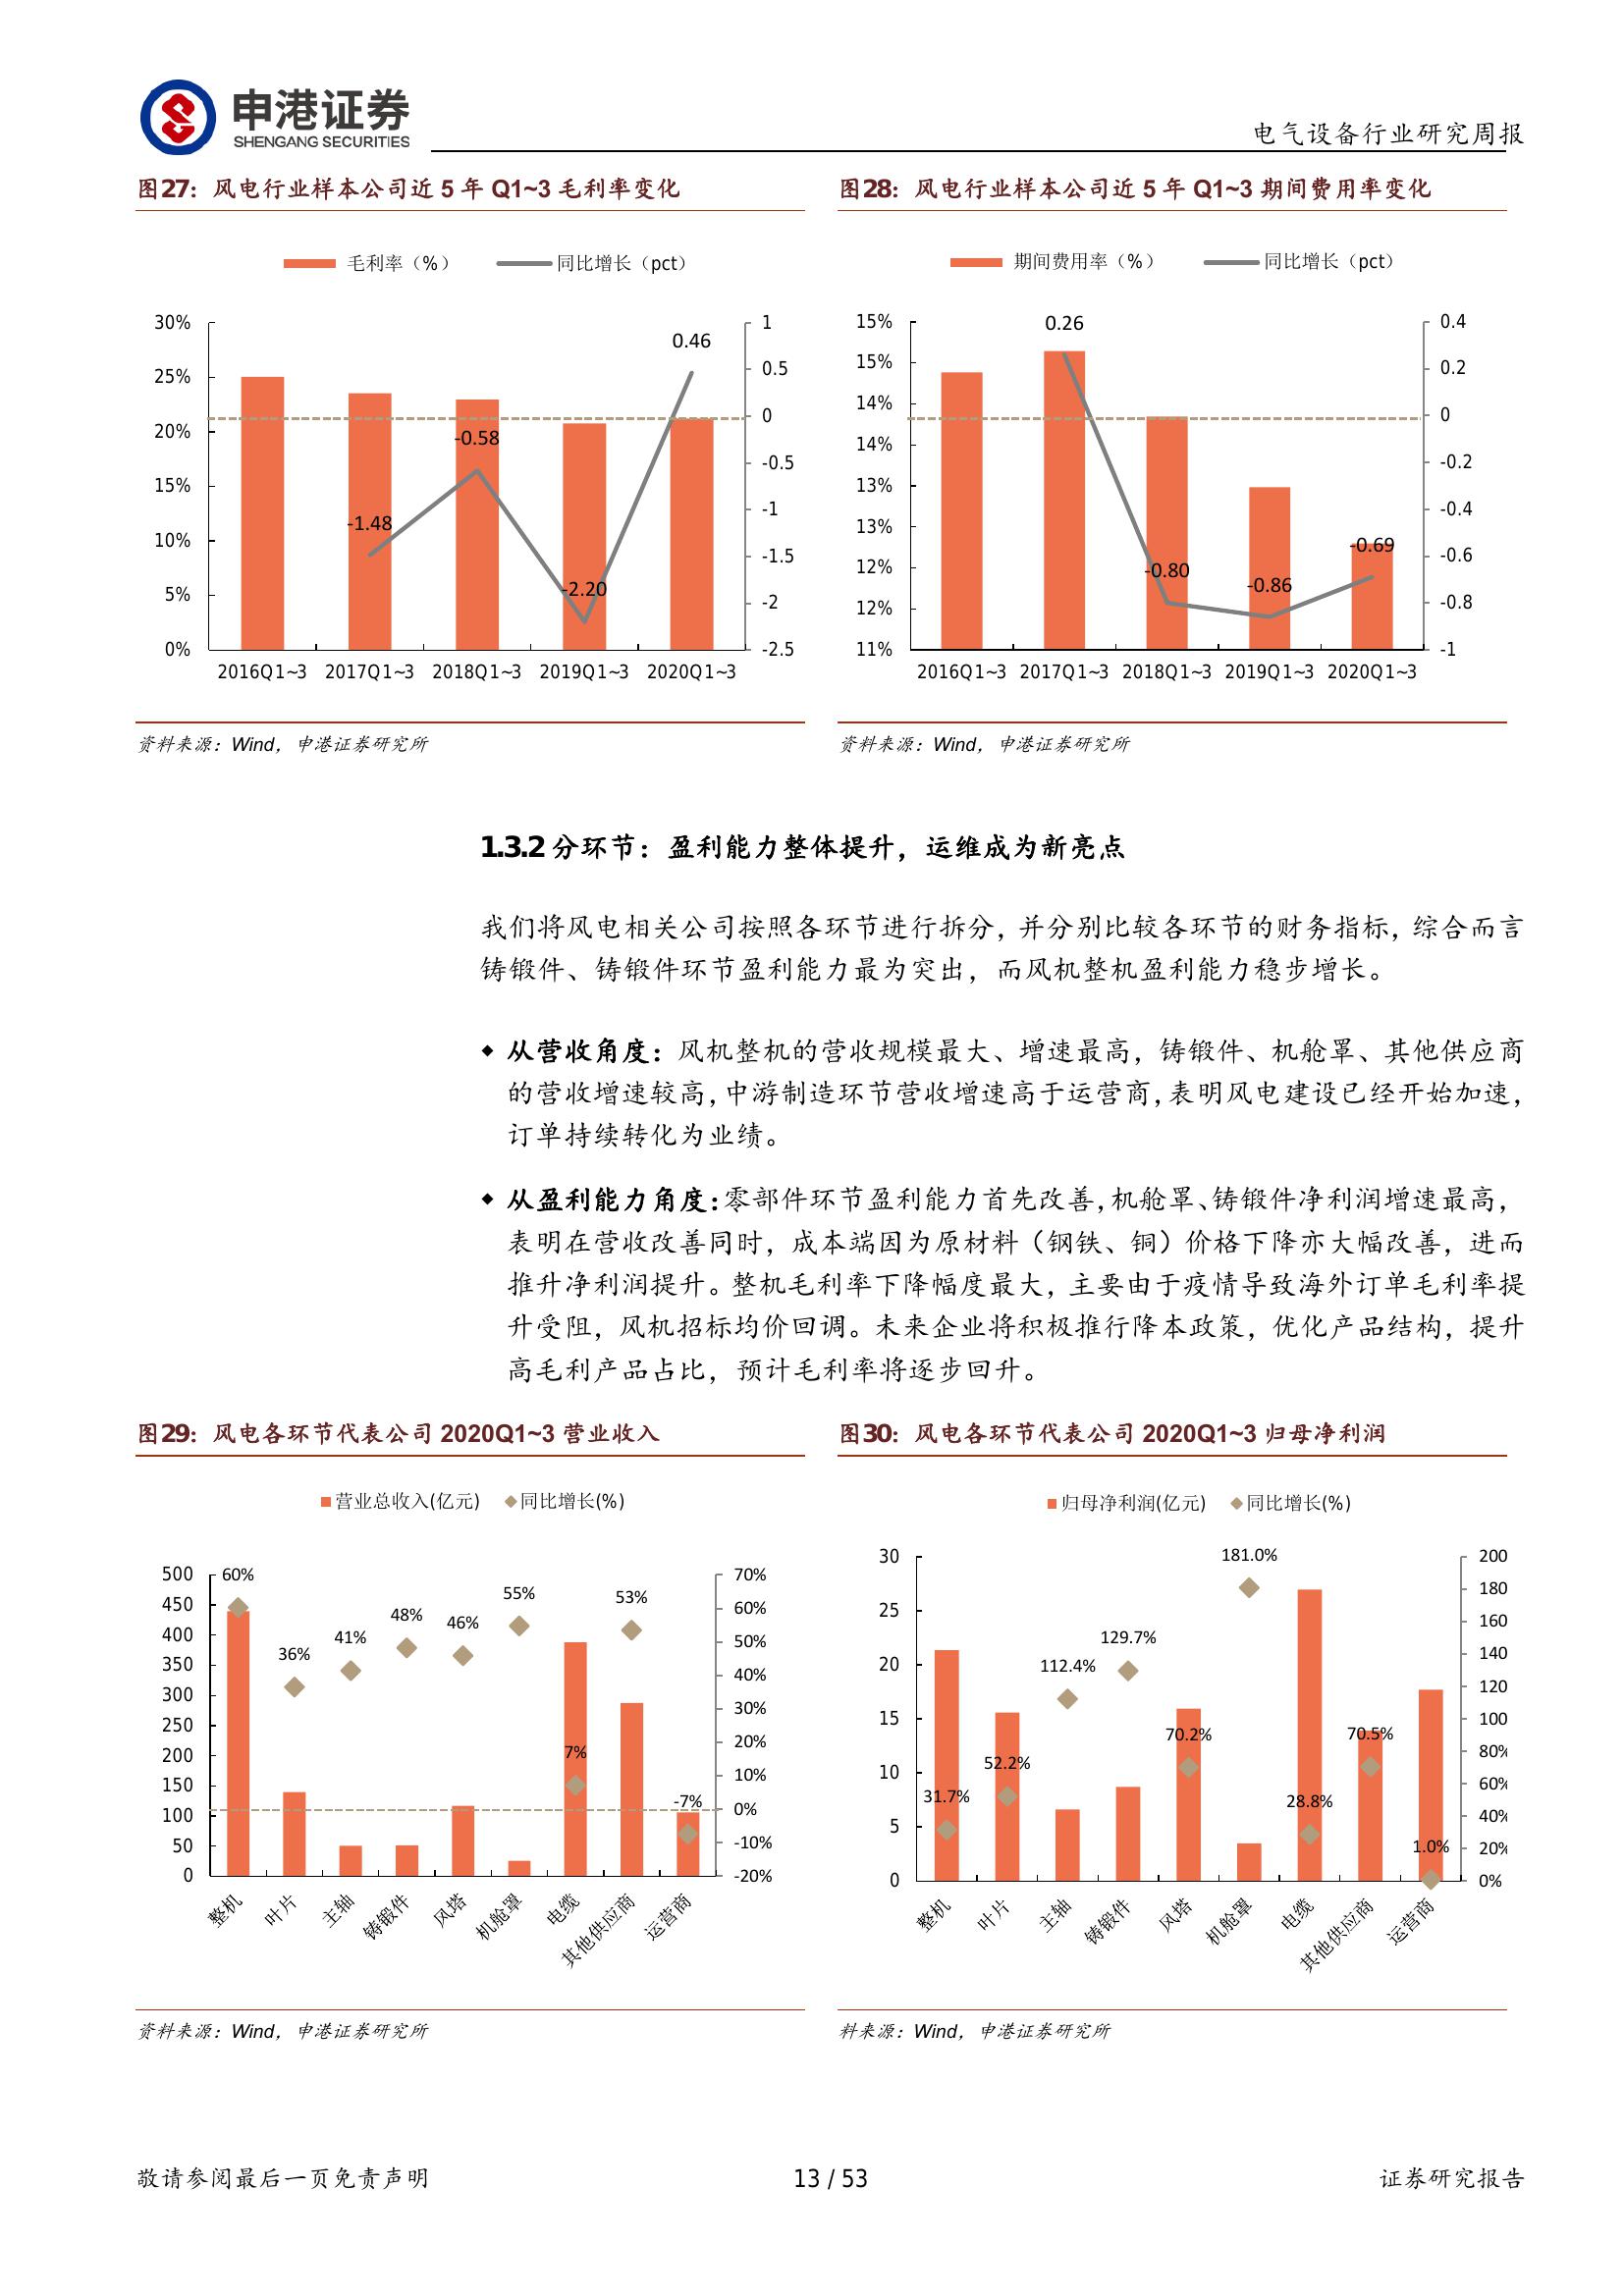 申港证券
SHENGANG SECURITIES
电气设备行业研究周报
图27：风电行业样本公司近 5 年 Q1~3 毛利率变化
毛利率（%） 同比增长（pct）
30%
25%
20%
15%
10%
5%
0%
1
0.5
0
-0.5
-1
-1.5
-2
-2.5
-1.48
-0.58
-2.20
0.46
2016Q1~3 2017Q1~3 2018Q1~3 2019Q1~3 2020Q1~3
资料来源：Wind，申港证券研究所
图28：风电行业样本公司近 5 年 Q1~3 期间费用率变化
期间费用率（%） 同比增长（pct）
15%
15%
14%
14%
13%
13%
12%
12%
11%
0.4
0.2
0
-0.2
-0.4
-0.6
-0.8
-1
0.26
-0.80
-0.86
-0.69
2016Q1~3 2017Q1~3 2018Q1~3 2019Q1~3 2020Q1~3
资料来源：Wind，申港证券研究所
1.3.2 分环节：盈利能力整体提升，运维成为新亮点
我们将风电相关公司按照各环节进行拆分，并分别比较各环节的财务指标，综合而言
铸锻件、铸锻件环节盈利能力最为突出，而风机整机盈利能力稳步增长。
◆ 从营收角度：风机整机的营收规模最大、增速最高，铸锻件、机舱罩、其他供应商
的营收增速较高，中游制造环节营收增速高于运营商，表明风电建设已经开始加速，
订单持续转化为业绩。
◆ 从盈利能力角度：零部件环节盈利能力首先改善，机舱罩、铸锻件净利润增速最高，
表明在营收改善同时，成本端因为原材料（钢铁、铜）价格下降亦大幅改善，进而
推升净利润提升。整机毛利率下降幅度最大，主要由于疫情导致海外订单毛利率提
升受阻，风机招标均价回调。未来企业将积极推行降本政策，优化产品结构，提升
高毛利产品占比，预计毛利率将逐步回升。
图29：风电各环节代表公司 2020Q1~3 营业收入
营业总收入(亿元) 同比增长(%)
500
450
400
350
300
250
200
150
100
50
0
70%
60%
50%
40%
30%
20%
10%
0%
-10%
-20%
60%
36%
41%
48%
46%
55%
7%
53%
-7%
整机 叶片 主轴 铸锻件 风塔 机舱罩 电缆 其他供应商 运营商
资料来源：Wind，申港证券研究所
图30：风电各环节代表公司 2020Q1~3 归母净利润
归母净利润(亿元) 同比增长(%)
30
25
20
15
10
5
0
200
180
160
140
120
100
80%
60%
40%
20%
0%
31.7%
52.2%
112.4%
129.7%
70.2%
181.0%
28.8%
70.5%
1.0%
整机 叶片 主轴 铸锻件 风塔 机舱罩 电缆 其他供应商 运营商
料来源：Wind，申港证券研究所
敬请参阅最后一页免责声明
13 / 53
证券研究报告